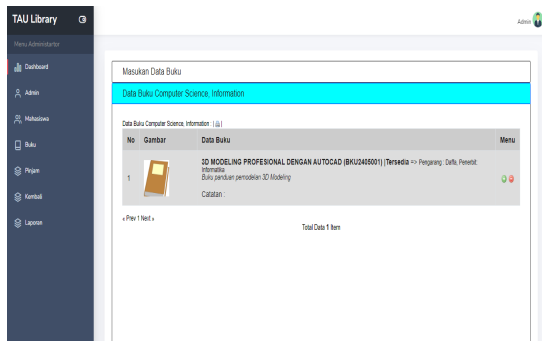 TAU Library
Admin
Menu Administartor
Dashboard
Admin
Mahasiswa
Buku
Pinjam
Kembali
Laporan
Masukan Data Buku
Data Buku Computer Science, Information
Data Buku Computer Science, Information : | |
No Gambar Data Buku Menu
1
3D MODELING PROFESIONAL DENGAN AUTOCAD (BKU2405001) |Tersedia => Pengarang : Daffa, Penerbit:
Informatika
Buku panduan pemodelan 3D Modeling
Catatan :
« Prev 1 Next »
Total Data 1 Item